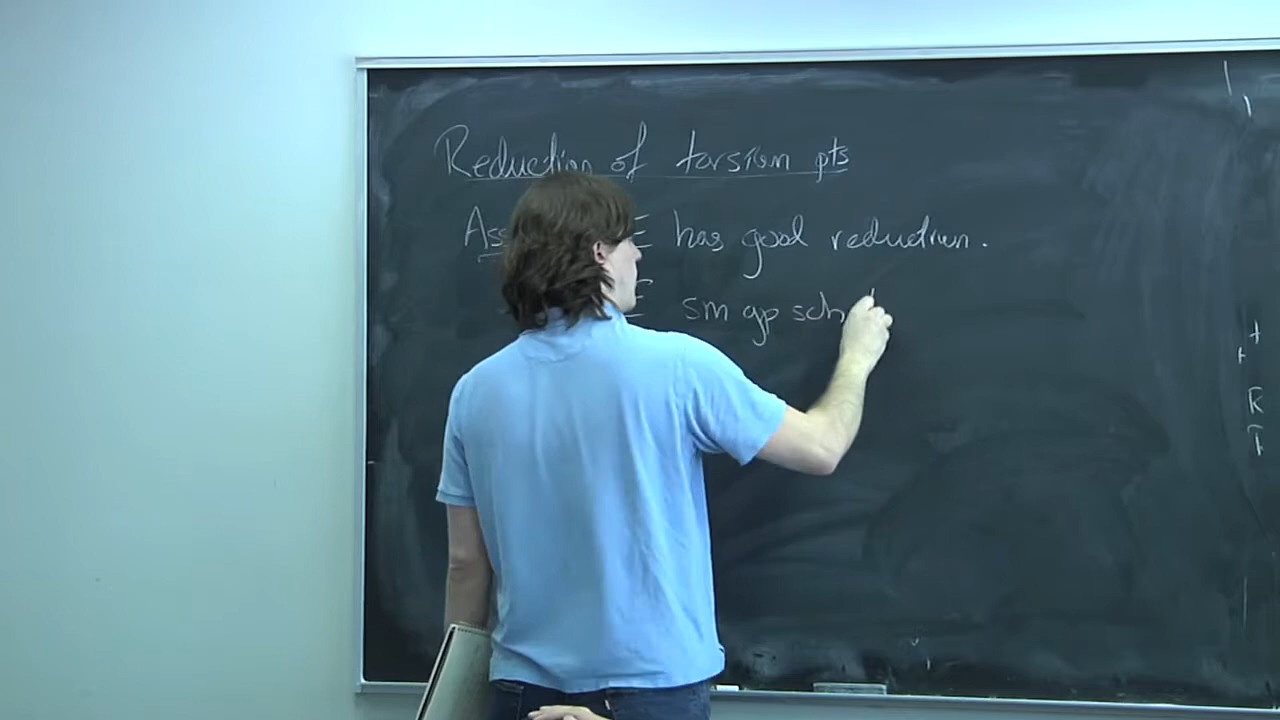 Reduction of torsion pts
E has good reduction.
E sm gp sch
R